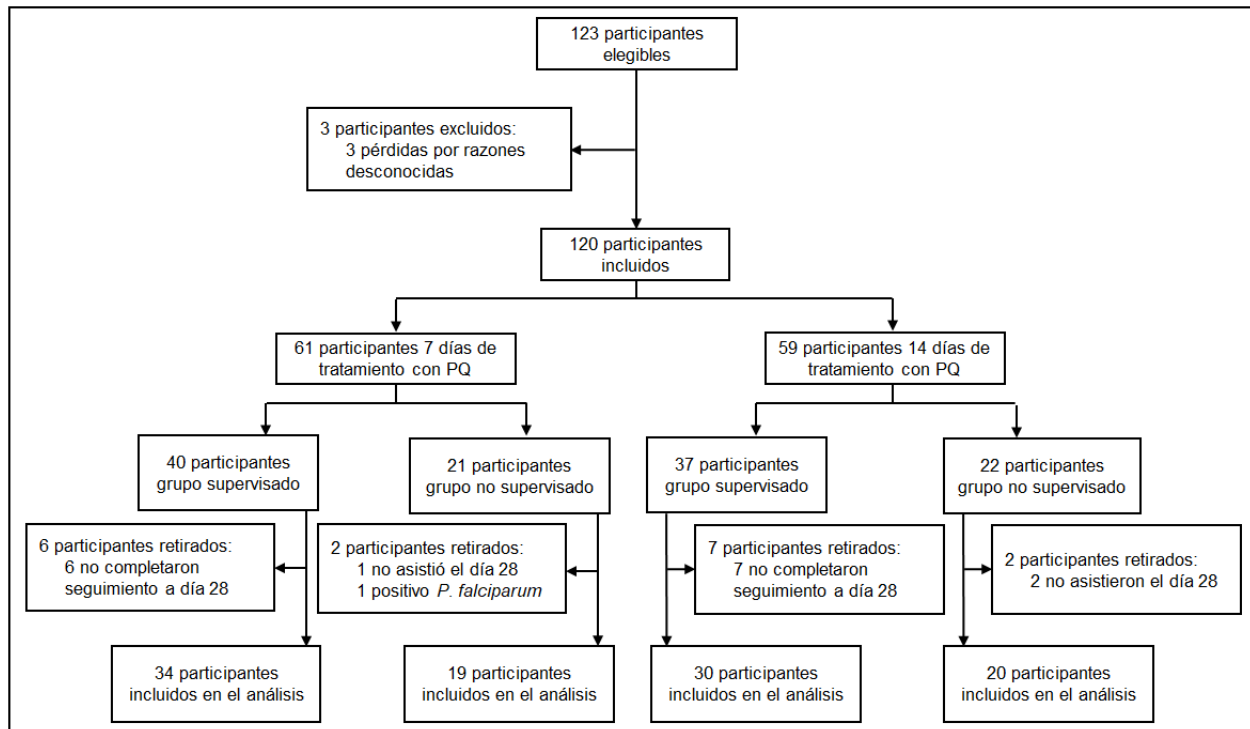 123 participantes
elegibles
3 participantes excluidos:
3 pérdidas por razones
desconocidas
120 participantes
incluidos
61 participantes 7 días de
tratamiento con PQ
59 participantes 14 días de
tratamiento con PQ
40 participantes
grupo supervisado
21 participantes
grupo no supervisado
37 participantes
grupo supervisado
22 participantes
grupo no supervisado
6 participantes retirados:
6 no completaron
seguimiento a día 28
2 participantes retirados:
1 no asistió el día 28
1 positivo P. falciparum
7 participantes retirados:
7 no completaron
seguimiento a día 28
2 participantes retirados:
2 no asistieron el día 28
34 participantes
incluidos en el análisis
19 participantes
incluidos en el análisis
30 participantes
incluidos en el análisis
20 participantes
incluidos en el análisis